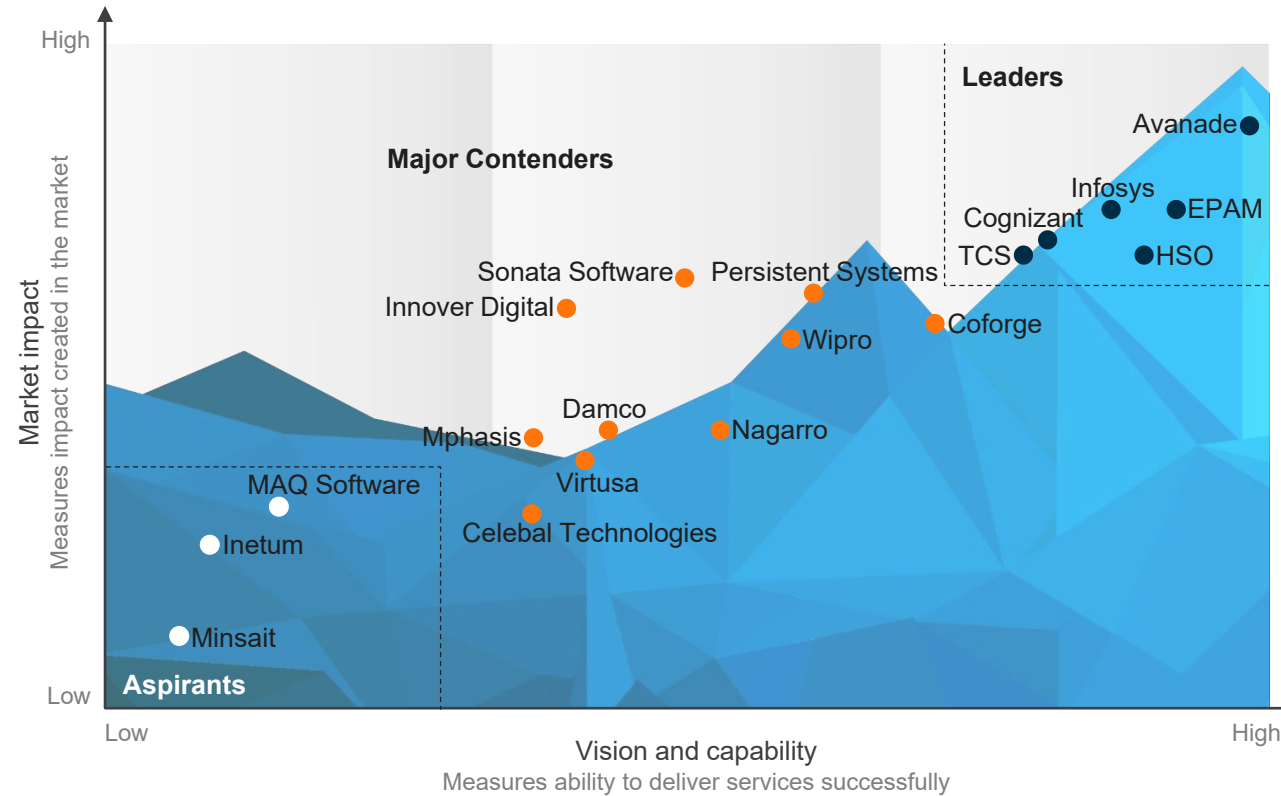 High
Leaders
Avanade
Major Contenders
Infosys
EPAM
Cognizant
TCS
HSO
Sonata Software
Persistent Systems
Innover Digital
Coforge
Wipro
Damco
Mphasis
Nagarro
Virtusa
MAQ Software
Celebal Technologies
Inetum
Minsait
Asprants
Low
Market impact
Measures impact created in the market
Low
High
Vision and capability
Measures ability to deliver services successfully